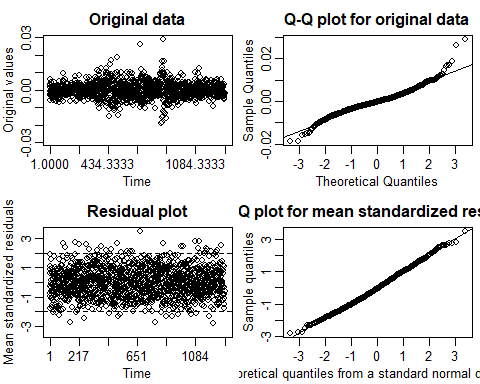 Original data
Original values
0.03
0.00
-0.03
1.0000 434.3333 1084.3333
Time
Q-Q plot for original data
Sample Quantiles
0.02
0.00
-0.02
-3 -2 -1 0 1 2 3
Theoretical Quantiles
Residual plot
Mean standardized residuals
3
1
-1
-3
1 217 651 1084
Time
Q plot for mean standardized res
Sample quantiles
3
1
-1
-3
-3 -2 -1 0 1 2 3
oretical quantiles from a standard normal d